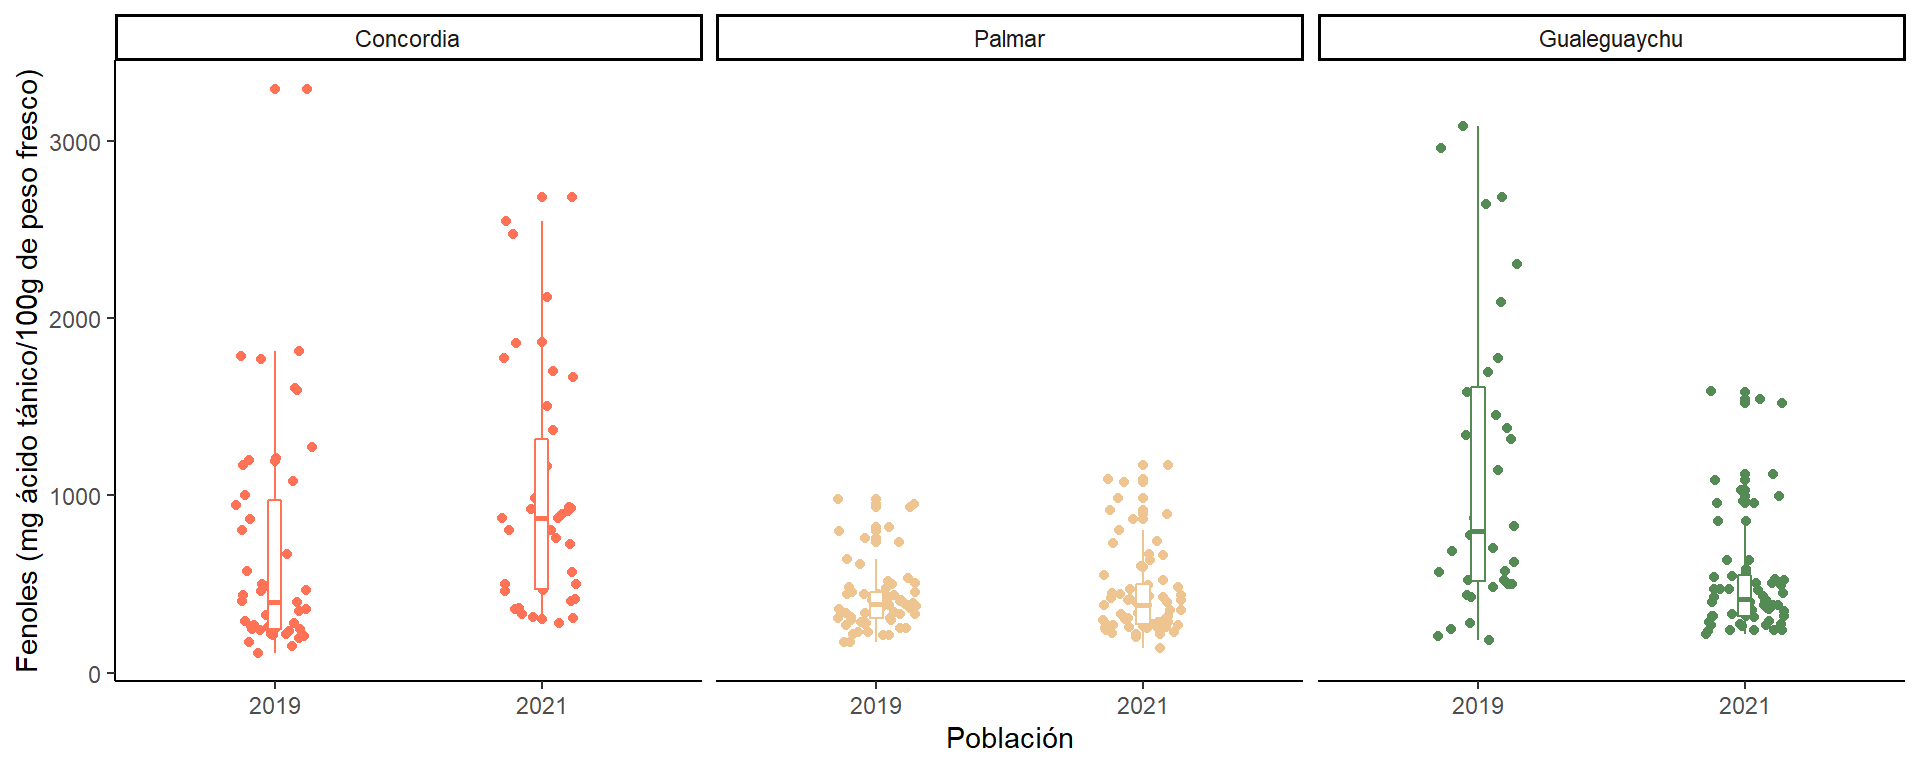 Concordia
Palmar
Gualeguaychu
Fenoles (mg ácido tánico/100g de peso fresco)
3000
2000
1000
0
2019
2021
2019
2021
2019
2021
Población